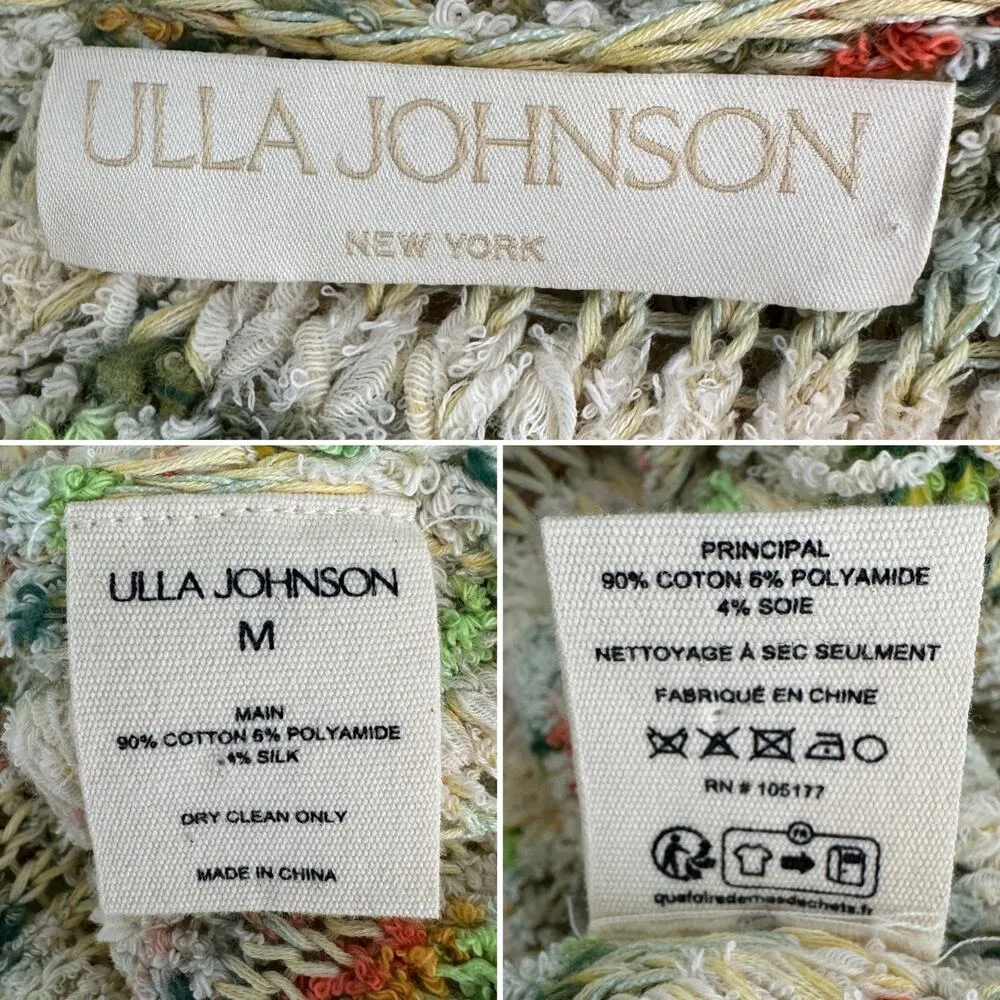 ULLA JOHNSON
NEW YORK
ULLA JOHNSON
M
MAIN
90% COTTON 6% POLYAMIDE
4% SILK
DRY CLEAN ONLY
MADE IN CHINA
PRINCIPAL
90% COTON 6% POLYAMIDE
4% SOIE
NETTOYAGE À SEC SEULMENT
FABRIQUÉ EN CHINE
RN # 105177
FR
quefairedemesdechets.fr